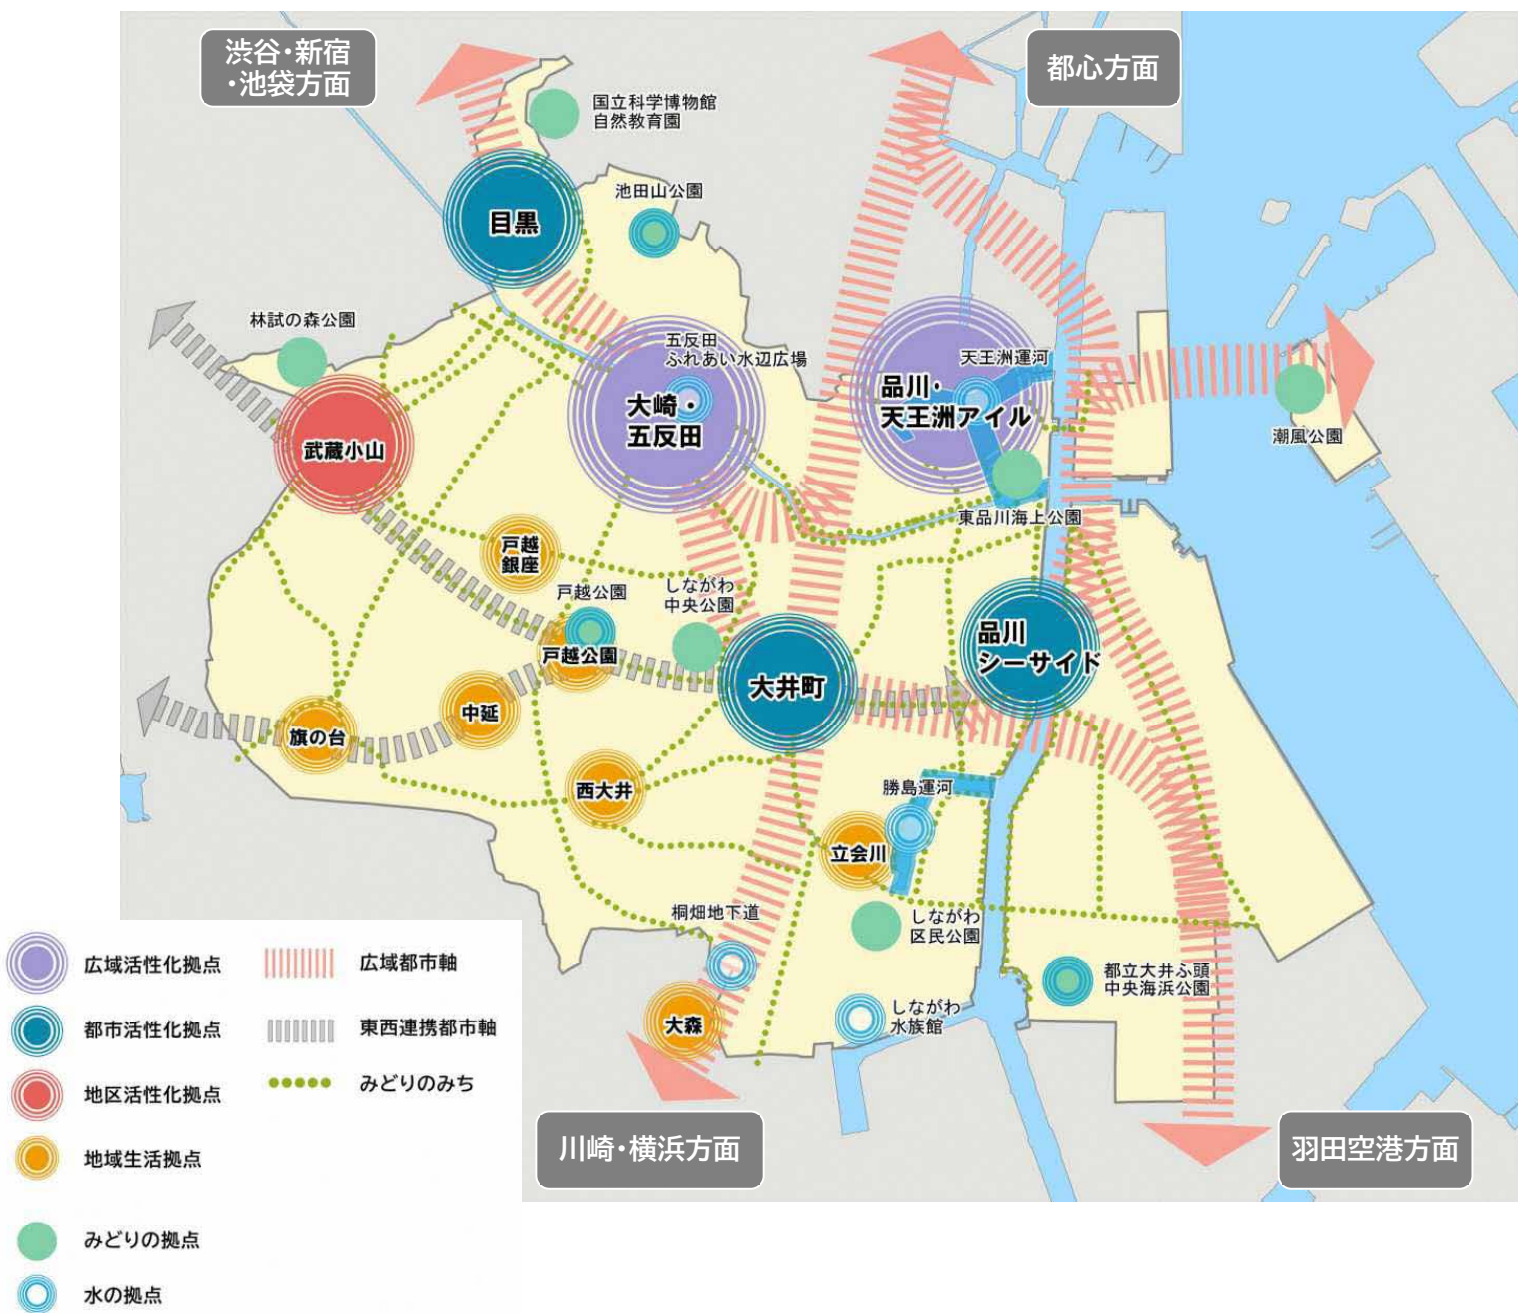 渋谷・新宿
・池袋方面
都心方面
国立科学博物館
自然教育園
池田山公園
目黒
林試の森公園
五反田
ふれあい水辺広場
天王洲運河
大崎・
五反田
品川・
天王洲アイル
潮風公園
武蔵小山
東品川海上公園
戸越
銀座
戸越公園
しながわ
中央公園
品川
シーサイド
戸越公園
大井町
中延
旗の台
西大井
勝島運河
立会川
桐畑地下道
しながわ
区民公園
都立大井ふ頭
中央海浜公園
しながわ
水族館
大森
川崎・横浜方面
羽田空港方面
広域活性化拠点
都市活性化拠点
地区活性化拠点
地域生活拠点
みどりの拠点
水の拠点
広域都市軸
東西連携都市軸
みどりのみち